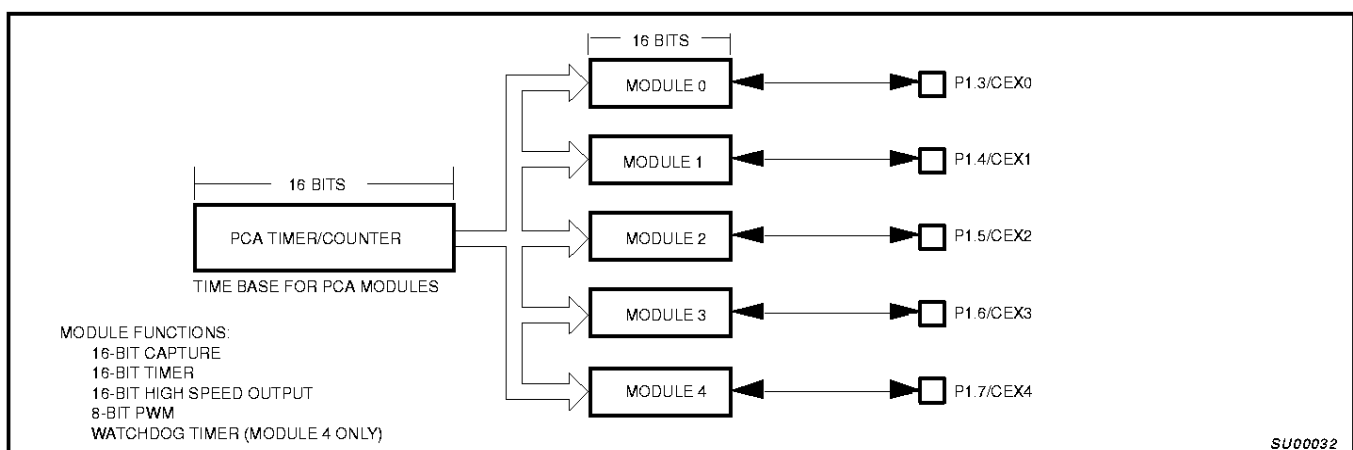 16 BITS
MODULE 0
P1.3/CEX0
MODULE 1
P1.4/CEX1
16 BITS
PCA TIMER/COUNTER
MODULE 2
P1.5/CEX2
TIME BASE FOR PCA MODULES
MODULE 3
P1.6/CEX3
MODULE FUNCTIONS:
16-BIT CAPTURE
16-BIT TIMER
16-BIT HIGH SPEED OUTPUT
8-BIT PWM
WATCHDOG TIMER (MODULE 4 ONLY)
MODULE 4
P1.7/CEX4
SU00032